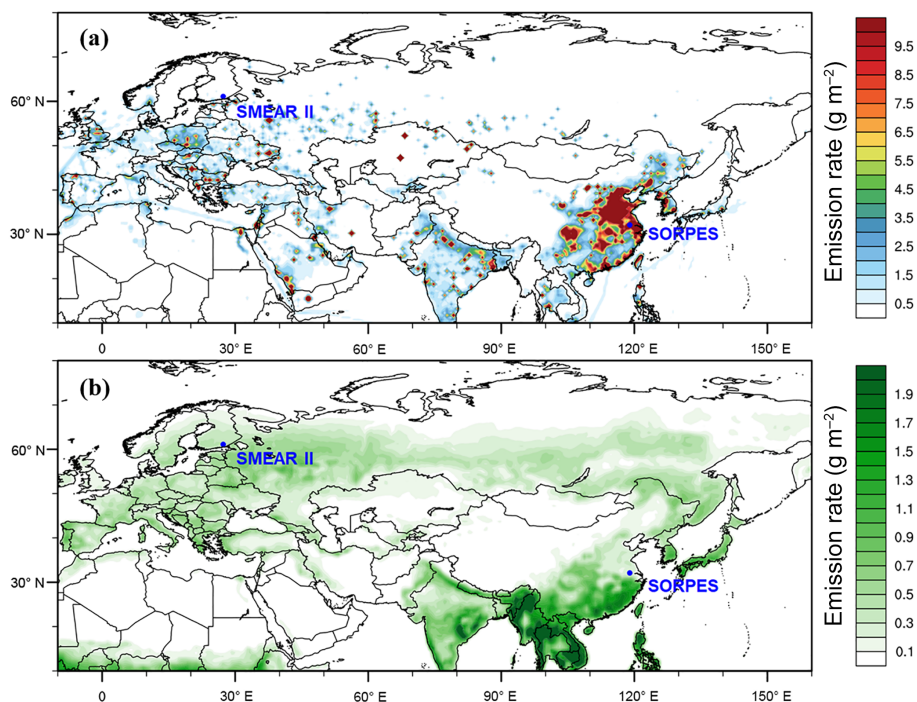 (a)
60° N
30° N
SMEAR II
SORPES
0
30° E
60° E
90° E
120° E
150° E
9.5
8.5
7.5
6.5
5.5
4.5
3.5
2.5
1.5
0.5
Emission rate (g m−2)
(b)
60° N
30° N
SMEAR II
SORPES
0
30° E
60° E
90° E
120° E
150° E
1.9
1.7
1.5
1.3
1.1
0.9
0.7
0.5
0.3
0.1
Emission rate (g m−2)